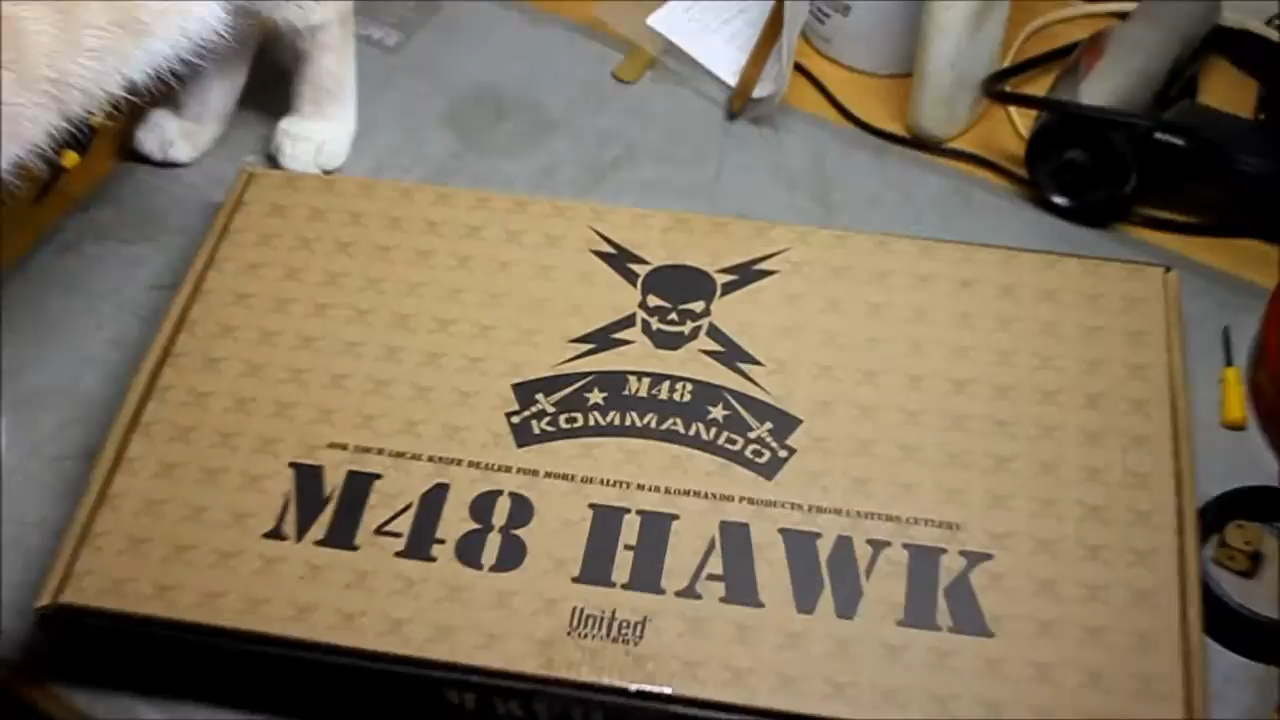 M48
KOMMANDO
ASK YOUR LOCAL KNIFE DEALER FOR MORE QUALITY M48 KOMMANDO PRODUCTS FROM UNITED CUTLERY
M48 HAWK
United
CUTLERY